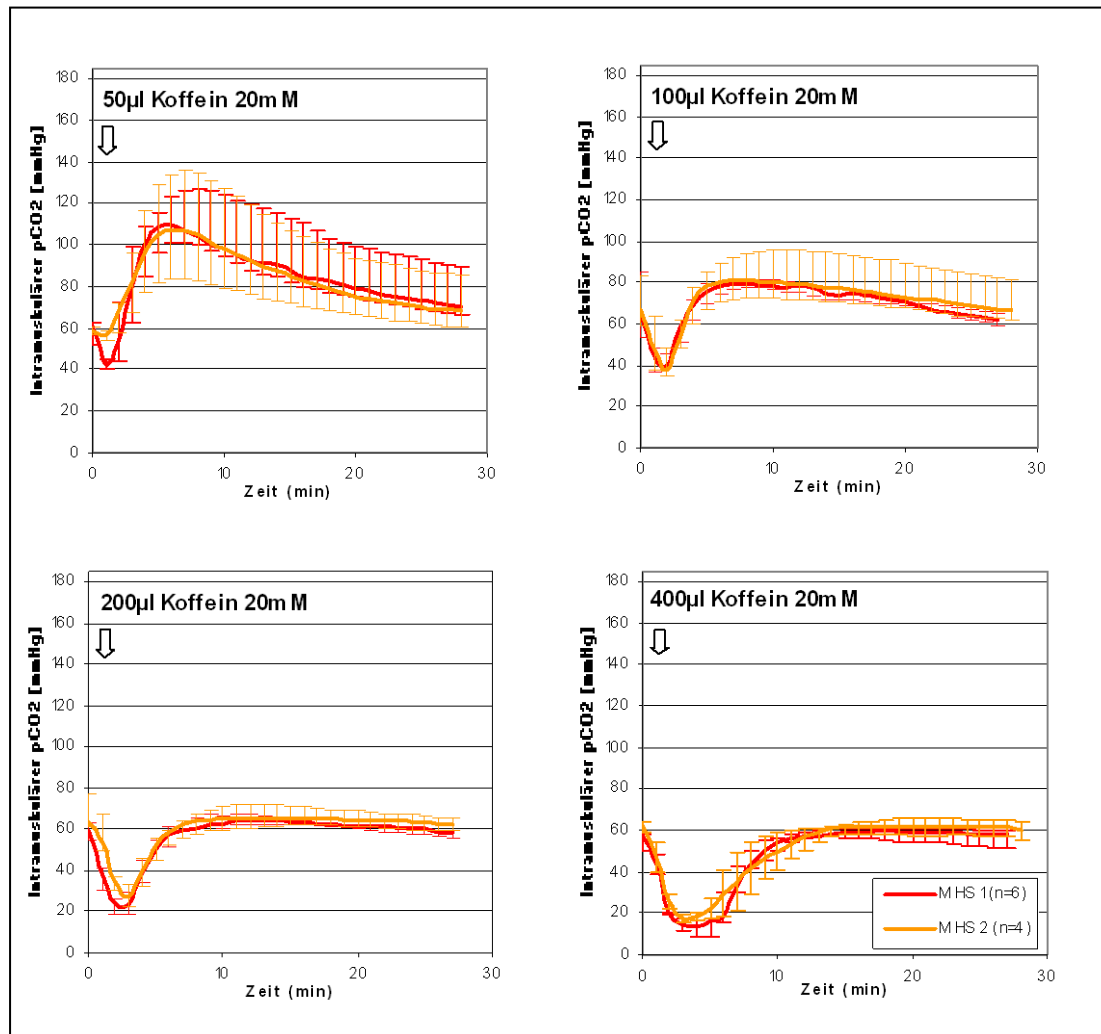 50µl Koffein 20mM
Intramuskulärer pCO2 [mmHg]
180
160
140
120
100
80
60
40
20
0
0 10 20 30
Zeit (min)
100µl Koffein 20mM
Intramuskulärer pCO2 [mmHg]
180
160
140
120
100
80
60
40
20
0
0 10 20 30
Zeit (min)
200µl Koffein 20mM
Intramuskulärer pCO2 [mmHg]
180
160
140
120
100
80
60
40
20
0
0 10 20 30
Zeit (min)
400µl Koffein 20mM
Intramuskulärer pCO2 [mmHg]
180
160
140
120
100
80
60
40
20
0
0 10 20 30
Zeit (min)
MHS 1 (n=6)
MHS 2 (n=4)